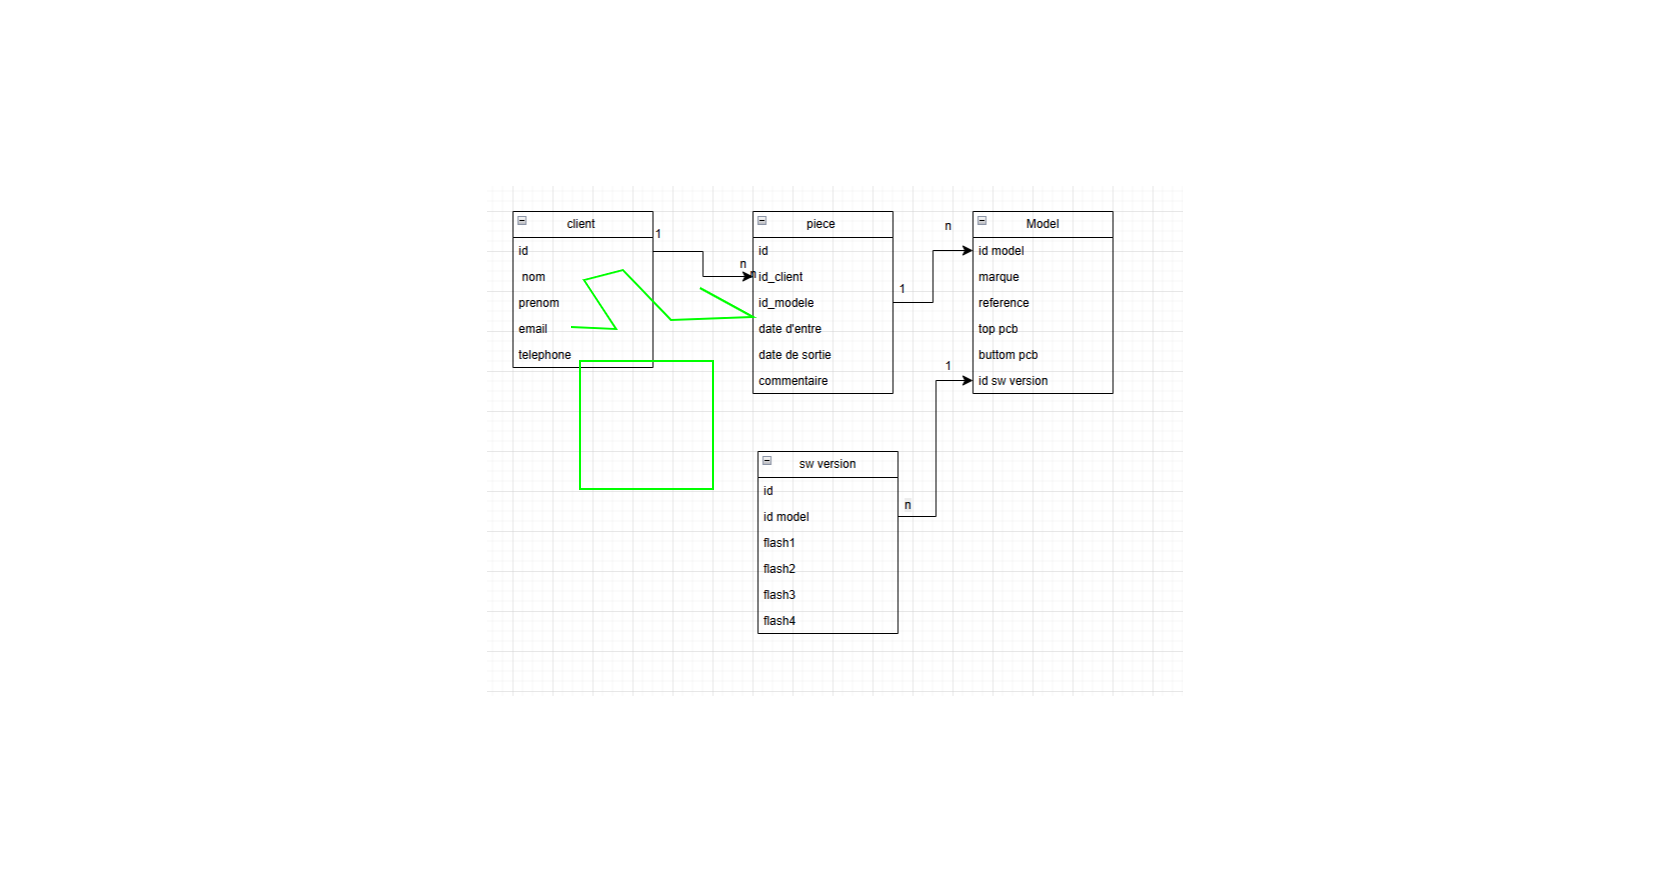 client
1
id
nom
prenom
email
telephone
n
n
piece
id
id_client
id_modele
date d'entre
date de sortie
commentaire
1
n
Model
id model
marque
reference
top pcb
buttom pcb
id sw version
1
sw version
id
id model
flash1
flash2
flash3
flash4
n